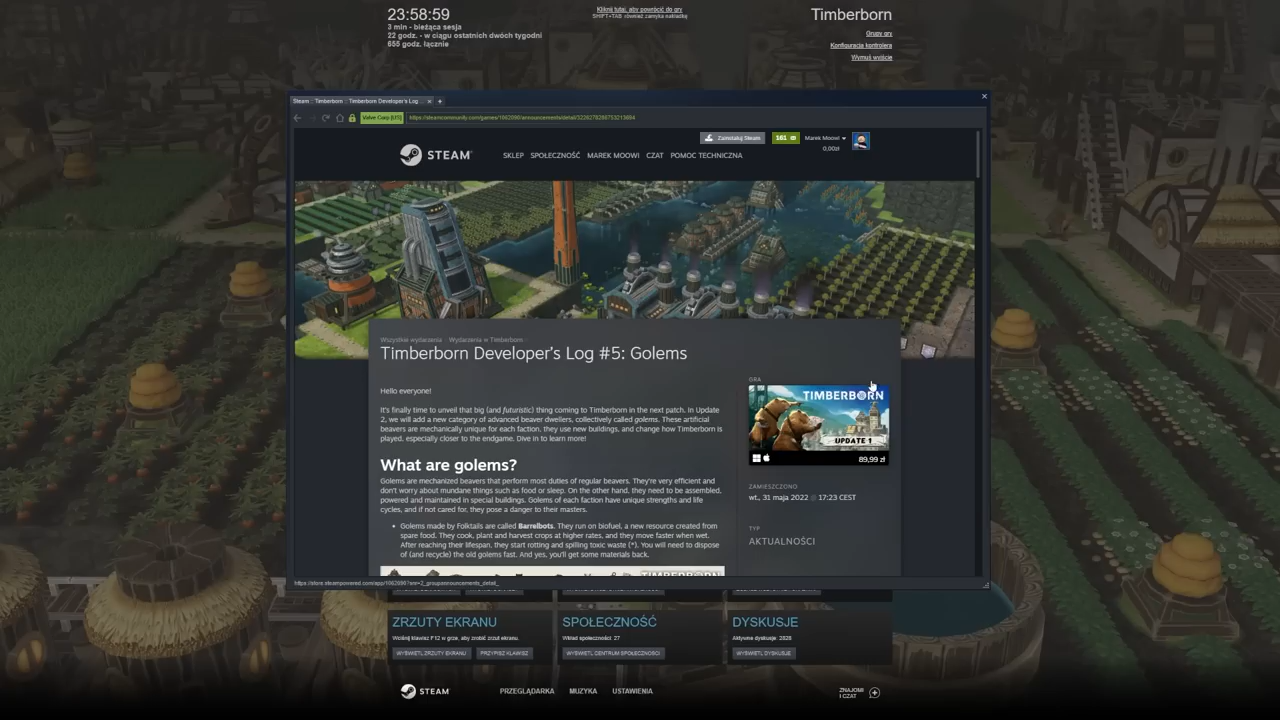 23:58:59
3 min - bieżąca sesja
22 godz. - w ciągu ostatnich dwóch tygodni
655 godz. łącznie
Kliknij tutaj, aby powrócić do gry
SHIFT+TAB również zamyka nakładkę
Timberborn
Grupy gry
Konfiguracja kontrolera
Wymuś wyjście
Steam :: Timberborn :: Timberborn Developer's Log ...
Valve Corp [US]
Zainstaluj Steam
161
Marek Moowi
0,00zł
STEAM
SKLEP SPOŁECZNOŚĆ MAREK MOOWI CZAT POMOC TECHNICZNA
Wszystkie wydarzenia Wydarzenia w Timberborn
Timberborn Developer's Log #5: Golems
Hello everyone!
It's finally time to unveil that big (and futuristic) thing coming to Timberborn in the next patch. In Update
2, we will add a new category of advanced beaver dwellers, collectively called golems. These artificial
beavers are mechanically unique for each faction, they use new buildings, and change how Timberborn is
played, especially closer to the endgame. Dive in to learn more!
What are golems?
Golems are mechanized beavers that perform most duties of regular beavers. They're very efficient and
don't worry about mundane things such as food or sleep. On the other hand, they need to be assembled,
powered and maintained in special buildings. Golems of each faction have unique strengths and life
cycles, and if not cared for, they pose a danger to their masters.
• Golems made by Folktails are called Barrelbots. They run on biofuel, a new resource created from
spare food. They cook, plant and harvest crops at higher rates, and they move faster when wet.
After reaching their lifespan, they start rotting and spilling toxic waste (*). You will need to dispose
of (and recycle) the old golems fast. And yes, you'll get some materials back.
GRA
TIMBERBORN
UPDATE 1
89,99 zł
ZAMIESZCZONO
wt., 31 maja 2022 @ 17:23 CEST
TYP
AKTUALNOŚCI
ZRZUTY EKRANU
Wciśnij klawisz F12 w grze, aby zrobić zrzut ekranu.
WYŚWIETL ZRZUTY EKRANU PRZYPISZ KLAWISZ
SPOŁECZNOŚĆ
Wkład społeczności: 27
WYŚWIETL CENTRUM SPOŁECZNOŚCI
DYSKUSJE
Aktywne dyskusje: 2828
WYŚWIETL DYSKUSJE
STEAM
PRZEGLĄDARKA MUZYKA USTAWIENIA
ZNAJOMI
I CZAT